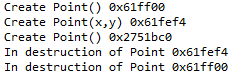 Create Point() 0x61ff00
Create Point(x,y) 0x61fef4
Create Point() 0x2751bc0
In destruction of Point 0x61fef4
In destruction of Point 0x61ff00